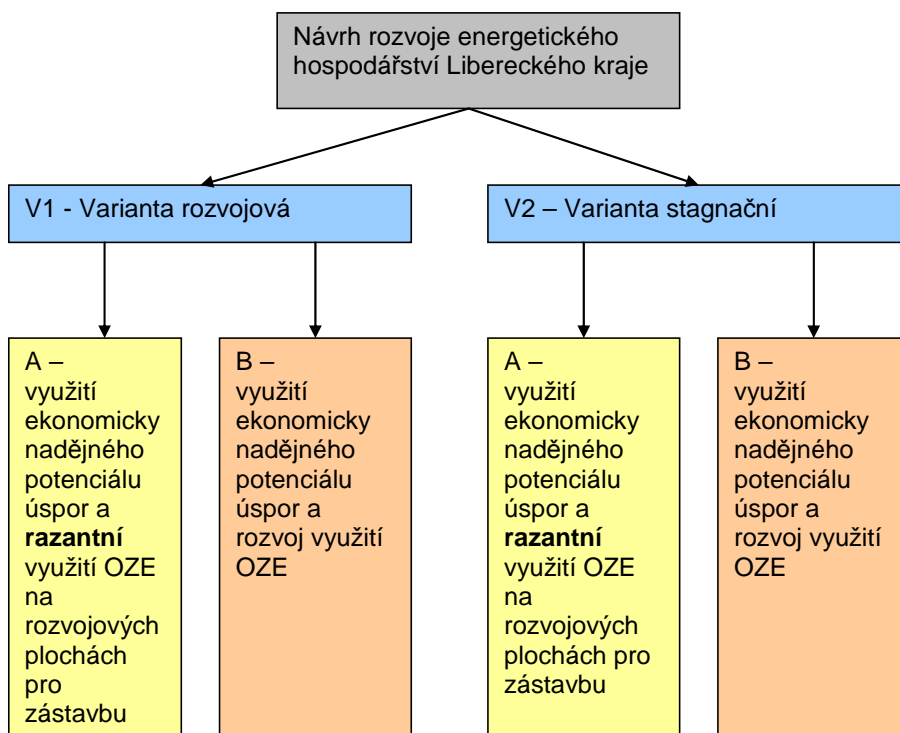 Návrh rozvoje energetického
hospodářství Libereckého kraje
V1 - Varianta rozvojová
V2 – Varianta stagnační
A –
využití
ekonomicky
nadějného
potenciálu
úspor a
razantní
využití OZE
na
rozvojových
plochách
pro
zástavbu
B –
využití
ekonomicky
nadějného
potenciálu
úspor a
rozvoj využití
OZE
A –
využití
ekonomicky
nadějného
potenciálu
úspor a
razantní
využití OZE
na
rozvojových
plochách pro
zástavbu
B –
využití
ekonomicky
nadějného
potenciálu
úspor a
rozvoj využití
OZE